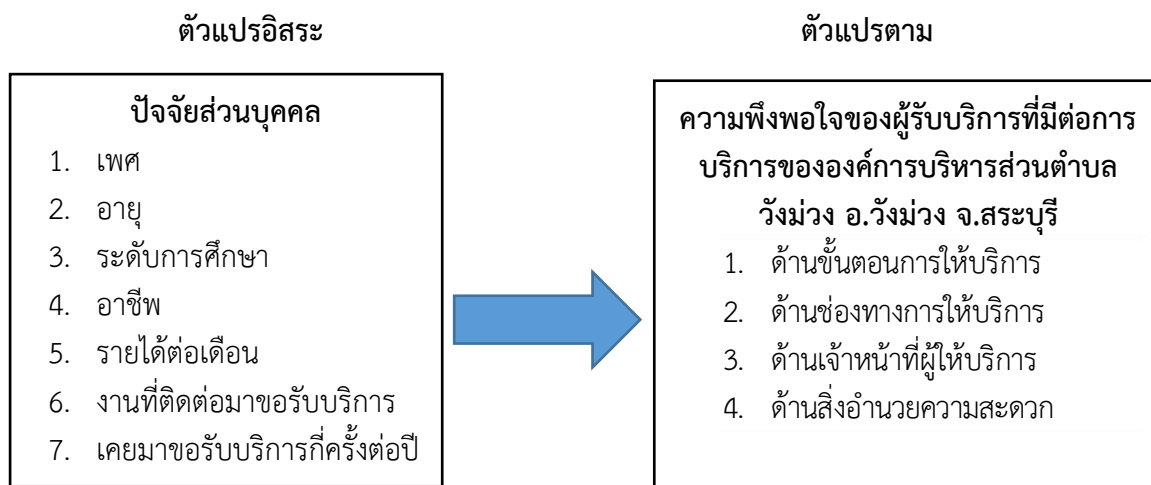 ตัวแปรอิสระ
ปัจจัยส่วนบุคคล
1. เพศ
2. อายุ
3. ระดับการศึกษา
4. อาชีพ
5. รายได้ต่อเดือน
6. งานที่ติดต่อมาขอรับบริการ
7. เคยมาขอรับบริการกี่ครั้งต่อปี
ตัวแปรตาม
ความพึงพอใจของผู้รับบริการที่มีต่อการ
บริการขององค์การบริหารส่วนตำบล
วังม่วง อ.วังม่วง จ.สระบุรี
1. ด้านขั้นตอนการให้บริการ
2. ด้านช่องทางการให้บริการ
3. ด้านเจ้าหน้าที่ผู้ให้บริการ
4. ด้านสิ่งอำนวยความสะดวก